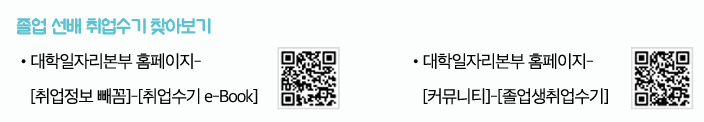 졸업 선배 취업수기 찾아보기
• 대학일자리본부 홈페이지-
[취업정보 빼꼼]-[취업수기 e-Book]
• 대학일자리본부 홈페이지-
[커뮤니티]-[졸업생취업수기]